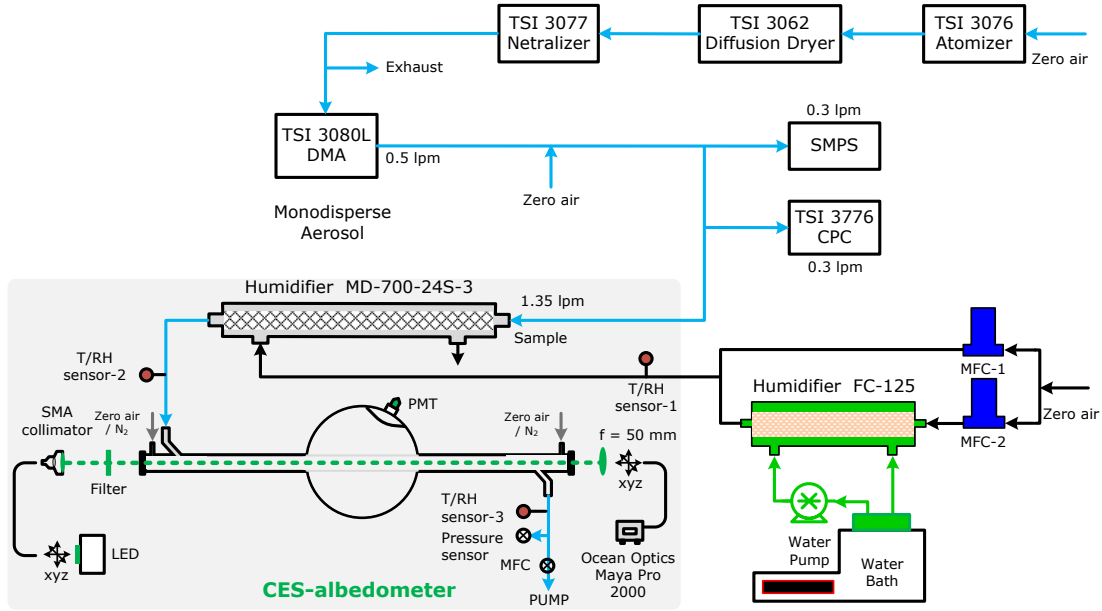 TSI 3077
Netralizer
TSI 3062
Diffusion Dryer
TSI 3076
Atomizer
Zero air
Exhaust
TSI 3080L
DMA
0.5 lpm
0.3 lpm
SMPS
Zero air
Monodisperse
Aerosol
TSI 3776
CPC
0.3 lpm
Humidifier MD-700-24S-3
1.35 lpm
Sample
T/RH
sensor-2
T/RH
sensor-1
MFC-1
Humidifier FC-125
MFC-2
Zero air
SMA
collimator
Zero air
/ N2
PMT
Zero air
/ N2
f = 50 mm
Filter
xyz
T/RH
sensor-3
Pressure
sensor
MFC
PUMP
LED
xyz
CES-albedometer
Ocean Optics
Maya Pro
2000
Water
Pump
Water
Bath